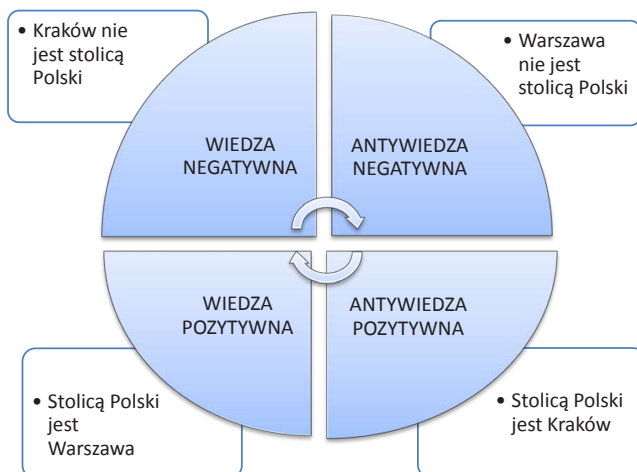 • Kraków nie
jest stolicą
Polski
• Warszawa
nie jest
stolicą Polski
WIEDZA
NEGATYWNA
ANTYWIEDZA
NEGATYWNA
WIEDZA
POZYTYWNA
ANTYWIEDZA
POZYTYWNA
• Stolicą Polski
jest
Warszawa
• Stolicą Polski
jest Kraków